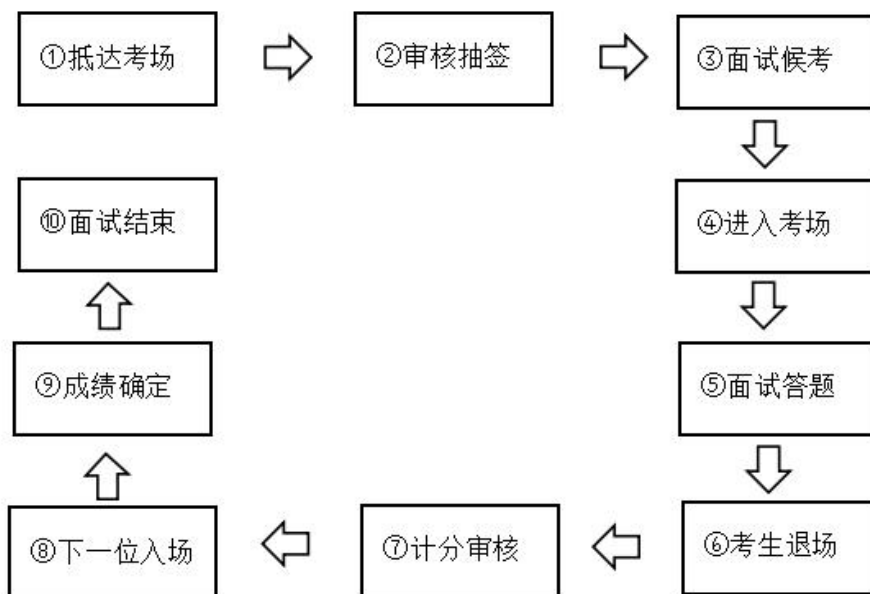 ①抵达考场
②审核抽签
③面试候考
④进入考场
⑤面试答题
⑥考生退场
⑦计分审核
⑧下一位入场
⑨成绩确定
⑩面试结束